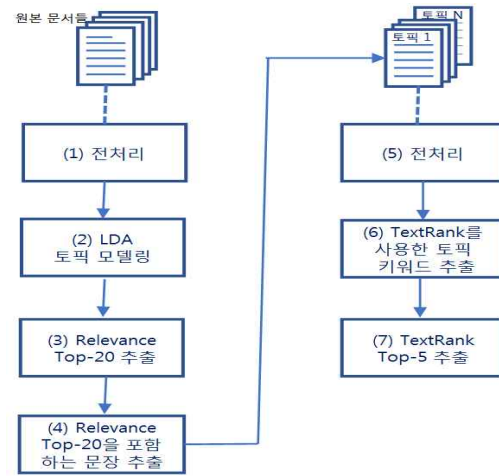 원본 문서들
(1) 전처리
(2) LDA
토픽 모델링
(3) Relevance
Top-20 추출
(4) Relevance
Top-20을 포함
하는 문장 추출
토픽 N
토픽 1
(5) 전처리
(6) TextRank를
사용한 토픽
키워드 추출
(7) TextRank
Top-5 추출